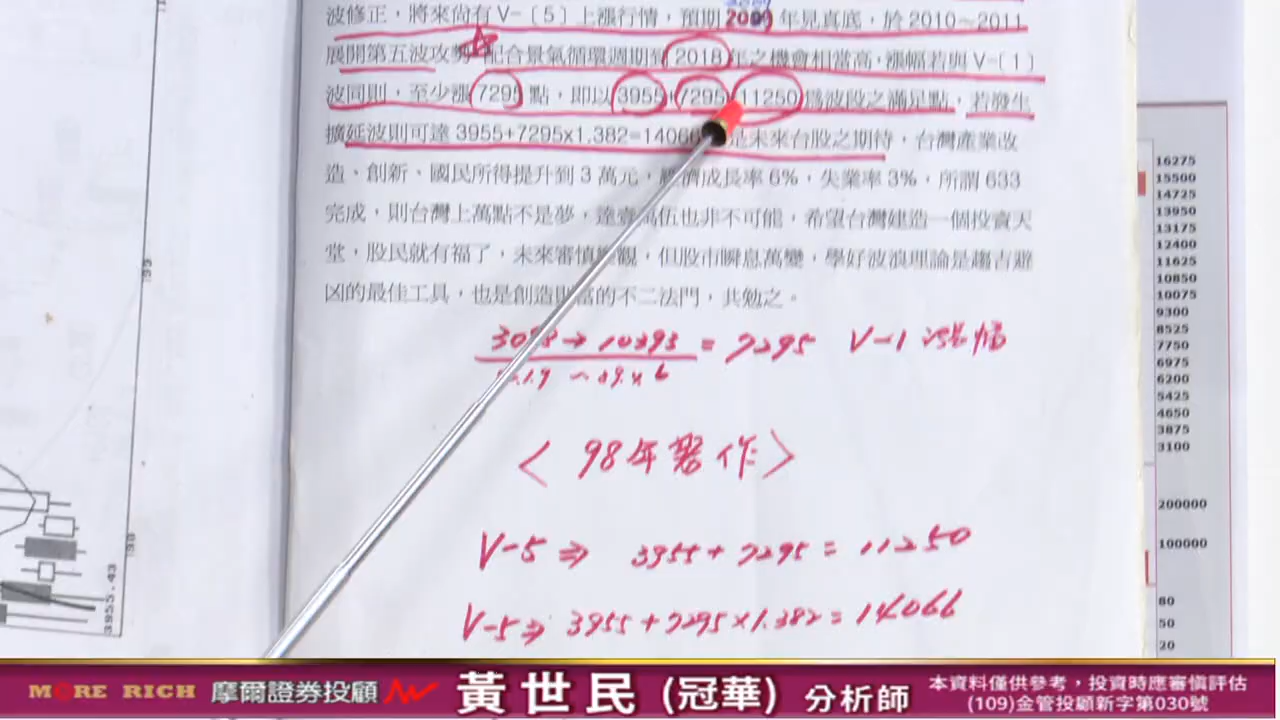 波修正，將來尚有V-〔5〕上漲行情，預期2009年見真底，於2010～2011
展開第五波攻勢 配合景氣循環週期到2018年之機會相當高，漲幅若與V-〔1〕
波同則，至少漲7295點，即以3955+7295 11250為波段之滿足點，若發生
擴延波則可達3955+7295x1.382=14066 是未來台股之期待，台灣產業改
造、創新、國民所得提升到3萬元，經濟成長率6%，失業率3%，所謂633
完成，則台灣上萬點不是夢，達壹萬伍也非不可能，希望台灣建造一個投資天
堂，股民就有福了，未來審慎樂觀，但股市瞬息萬變，學好波浪理論是趨吉避
凶的最佳工具，也是創造財富的不二法門，共勉之。
3098→10393 = 7295 V-1漲幅
〈98年著作〉
V-5⇒ 3955+7295=11250
V-5⇒ 3955+7295×1.382=14066
3955.43
16275
15500
14725
13950
13175
12400
11625
10850
10075
9300
8525
7750
6975
6200
5425
4650
3875
3100
200000
100000
80
50
20
MORE RICH 摩爾證券投顧 黃世民(冠華)分析師
本資料僅供參考，投資時應審慎評估
(109)金管投顧新字第030號